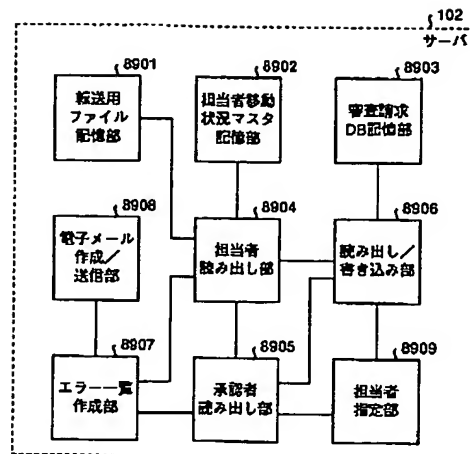 102
サーバ
8901
転送用
ファイル
記憶部
8902
担当者移動
状況マスタ
記憶部
8903
審査請求
DB記憶部
8908
電子メール
作成/
送信部
8904
担当者
読み出し部
8906
読み出し/
書き込み部
8907
エラー一覧
作成部
8905
承認者
読み出し部
8909
担当者
指定部